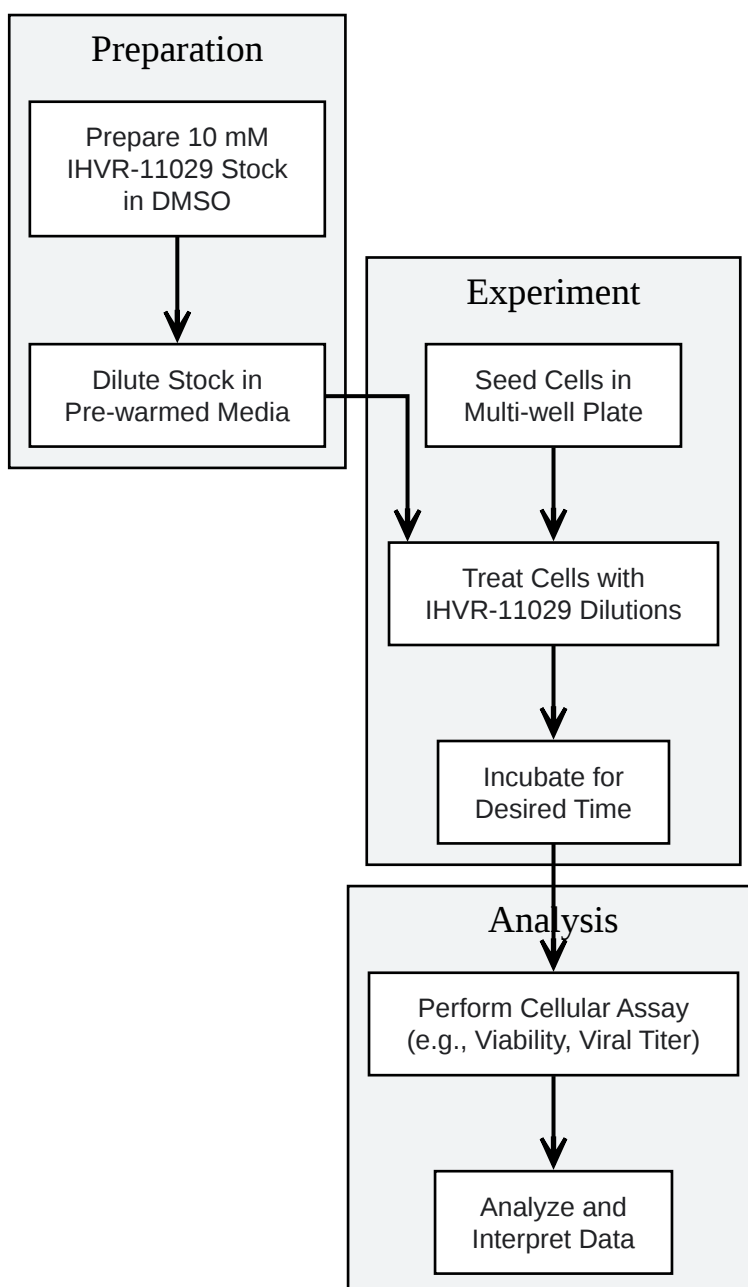 Preparation
Prepare 10 mM
IHVR-11029 Stock
in DMSO
Dilute Stock in
Pre-warmed Media
Experiment
Seed Cells in
Multi-well Plate
Treat Cells with
IHVR-11029 Dilutions
Incubate for
Desired Time
Analysis
Perform Cellular Assay
(e.g., Viability, Viral Titer)
Analyze and
Interpret Data